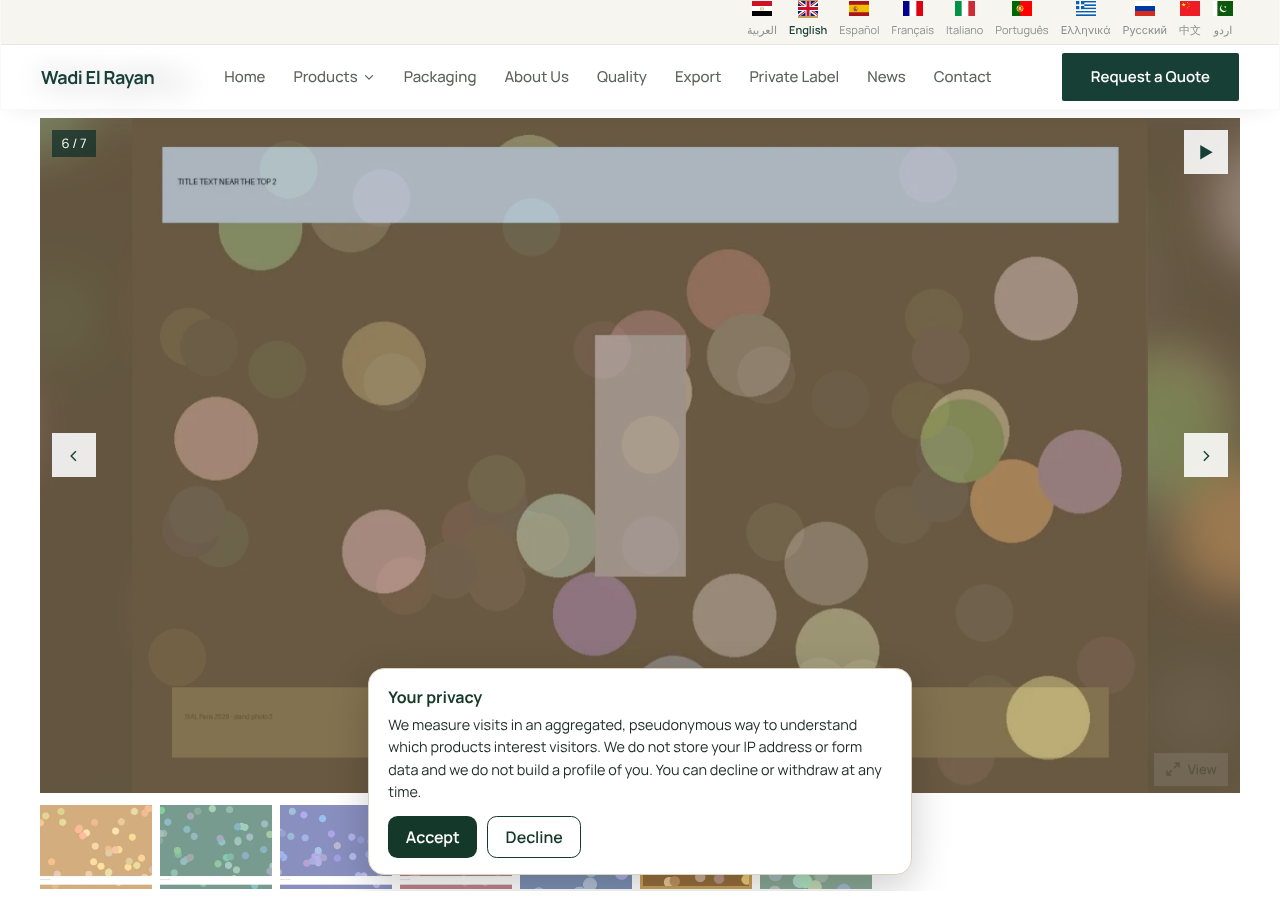 العربية
English
Español
Français
Italiano
Português
Ελληνικά
Русский
中文
اردو
Wadi El Rayan
Home
Products
Packaging
About Us
Quality
Export
Private Label
News
Contact
Request a Quote
6 / 7
TITLE TEXT NEAR THE TOP 2
View
Your privacy
We measure visits in an aggregated, pseudonymous way to understand
which products interest visitors. We do not store your IP address or form
data and we do not build a profile of you. You can decline or withdraw at any
time.
Accept
Decline